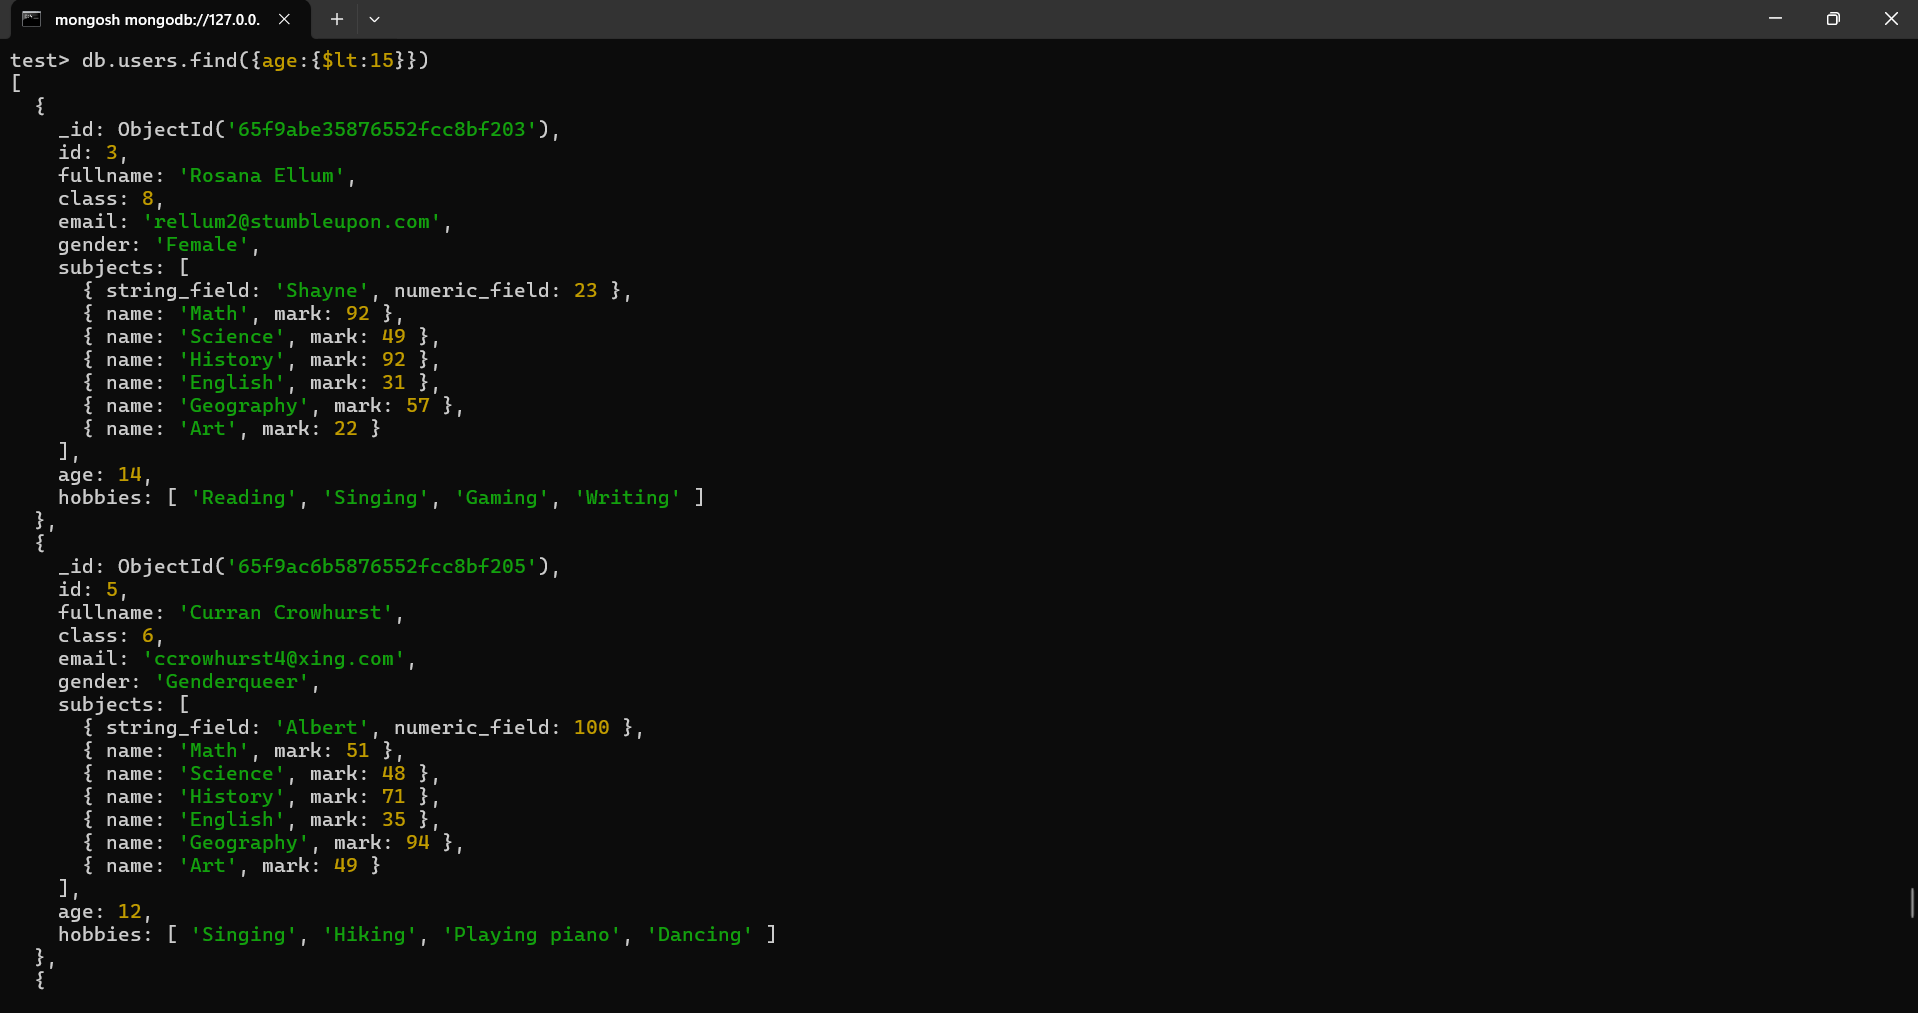 mongosh mongodb://127.0.0.
test> db.users.find({age:{$lt:15}})
[
  {
    _id: ObjectId('65f9abe35876552fcc8bf203'),
    id: 3,
    fullname: 'Rosana Ellum',
    class: 8,
    email: 'rellum2@stumbleupon.com',
    gender: 'Female',
    subjects: [
      { string_field: 'Shayne', numeric_field: 23 },
      { name: 'Math', mark: 92 },
      { name: 'Science', mark: 49 },
      { name: 'History', mark: 92 },
      { name: 'English', mark: 31 },
      { name: 'Geography', mark: 57 },
      { name: 'Art', mark: 22 }
    ],
    age: 14,
    hobbies: [ 'Reading', 'Singing', 'Gaming', 'Writing' ]
  },
  {
    _id: ObjectId('65f9ac6b5876552fcc8bf205'),
    id: 5,
    fullname: 'Curran Crowhurst',
    class: 6,
    email: 'ccrowhurst4@xing.com',
    gender: 'Genderqueer',
    subjects: [
      { string_field: 'Albert', numeric_field: 100 },
      { name: 'Math', mark: 51 },
      { name: 'Science', mark: 48 },
      { name: 'History', mark: 71 },
      { name: 'English', mark: 35 },
      { name: 'Geography', mark: 94 },
      { name: 'Art', mark: 49 }
    ],
    age: 12,
    hobbies: [ 'Singing', 'Hiking', 'Playing piano', 'Dancing' ]
  },
  {